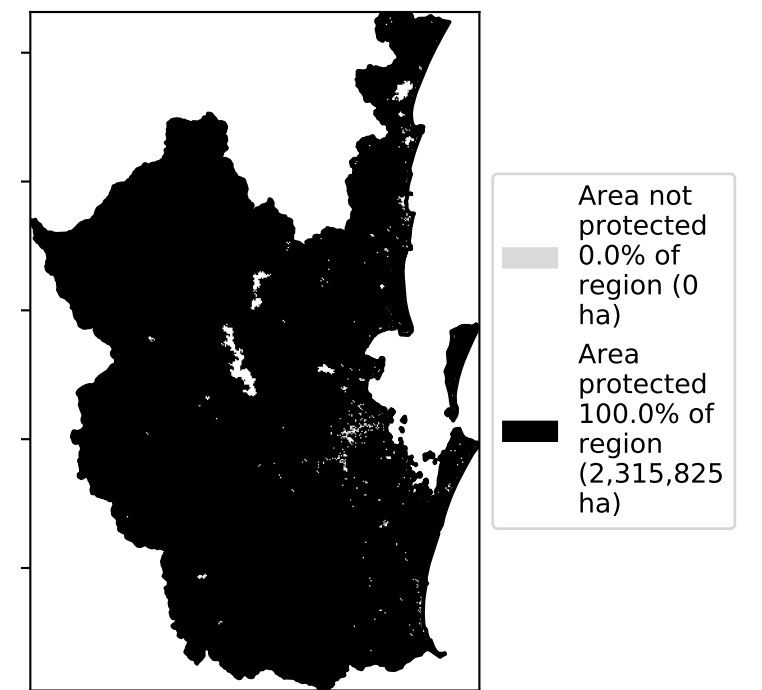 Area not
protected
0.0% of
region (0
ha)
Area
protected
100.0% of
region
(2,315,825
ha)